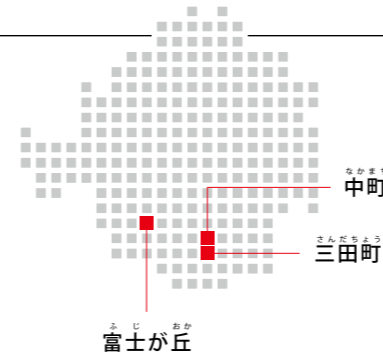 なかまち
中町
さんだちょう
三田町
ふ じ おか
富士が丘